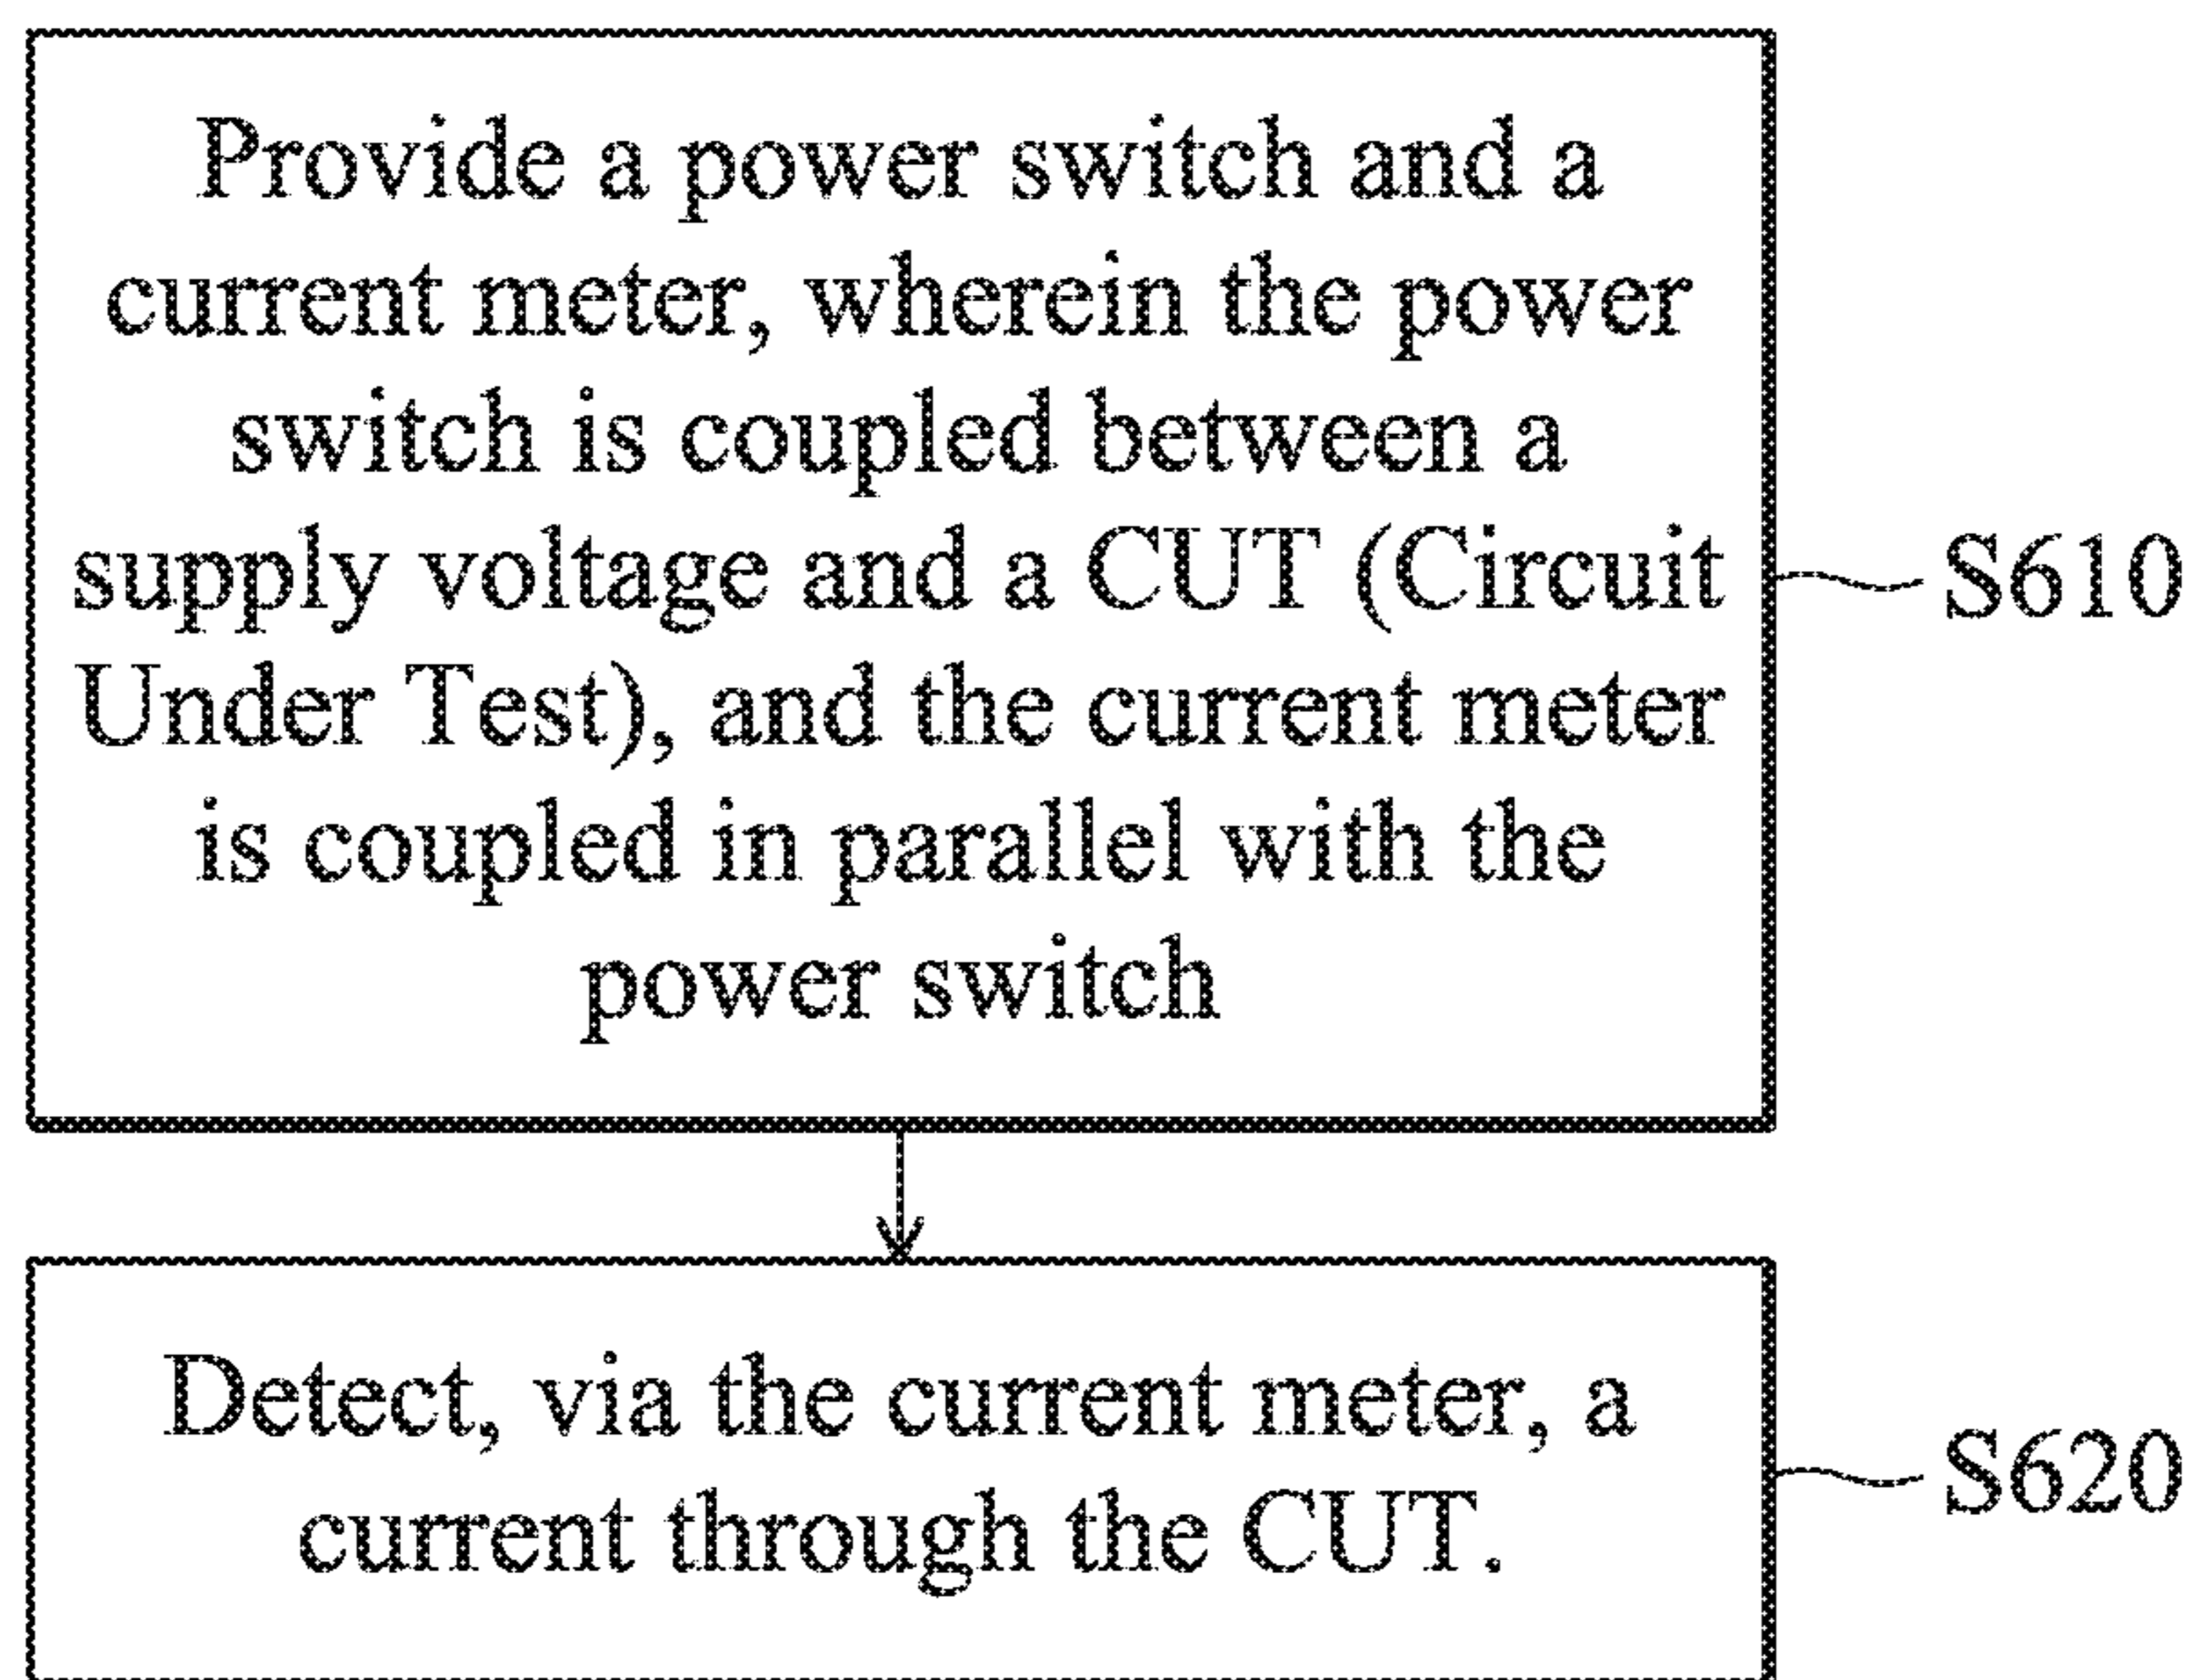 Provide a power switch and a
current meter, wherein the power
switch is coupled between a
supply voltage and a CUT (Circuit
Under Test), and the current meter
is coupled in parallel with the
power switch
S610
Detect, via the current meter, a
current through the CUT.
S620